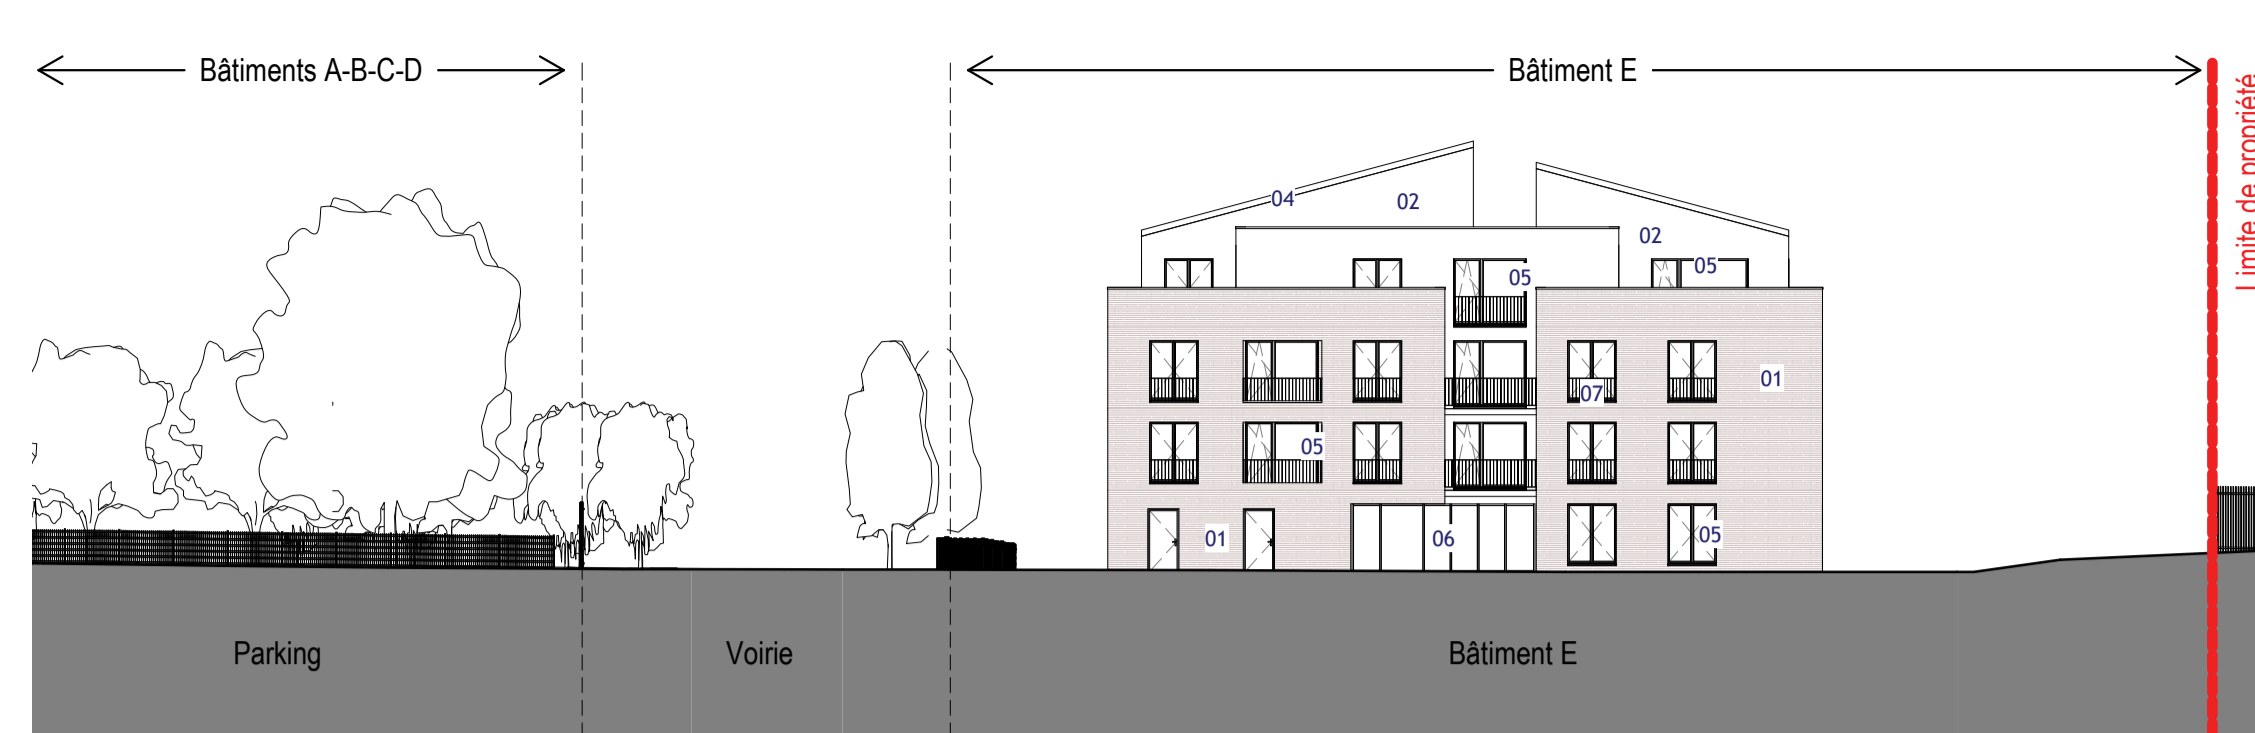 Bâtiments A-B-C-D
Bâtiment E
Limite de propriété
04
02
02
05
05
01
07
05
01
06
05
Parking
Voirie
Bâtiment E